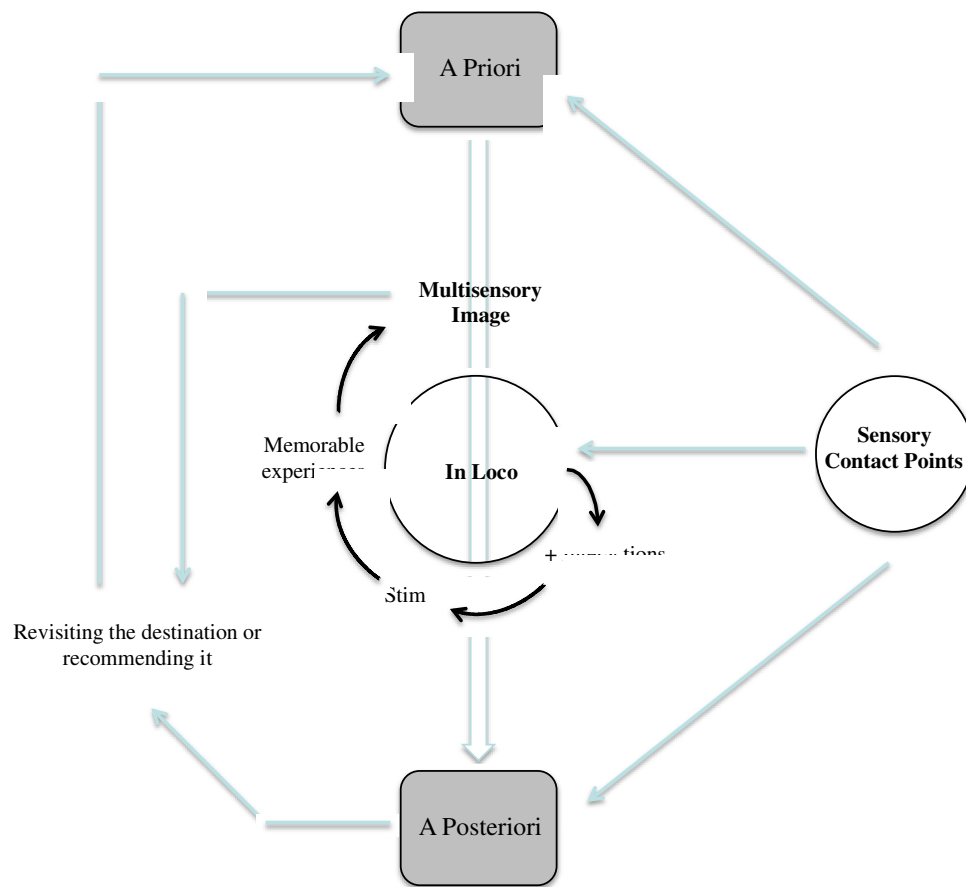 A Priori
Multisensory
Image
Memorable
In Loco
Sensory
Contact Points
+
Stim
Revisiting the destination or
recommending it
A Posteriori